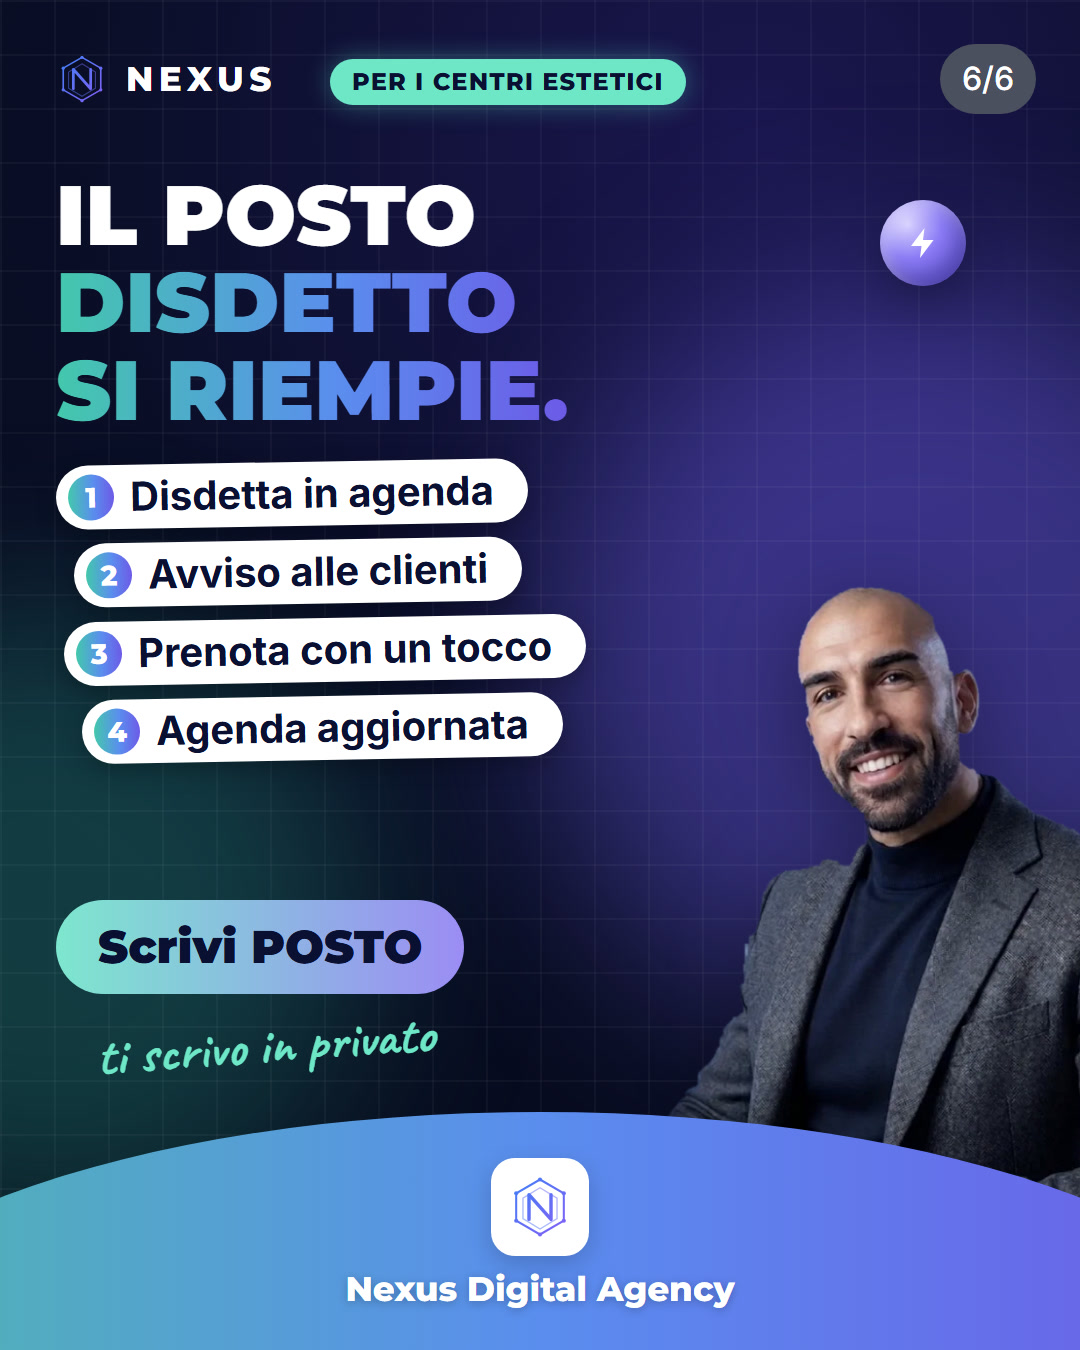 NEXUS
PER I CENTRI ESTETICI
6/6
IL POSTO
DISDETTO
SI RIEMPIE.
1 Disdetta in agenda
2 Avviso alle clienti
3 Prenota con un tocco
4 Agenda aggiornata
Scrivi POSTO
ti scrivo in privato
N
Nexus Digital Agency